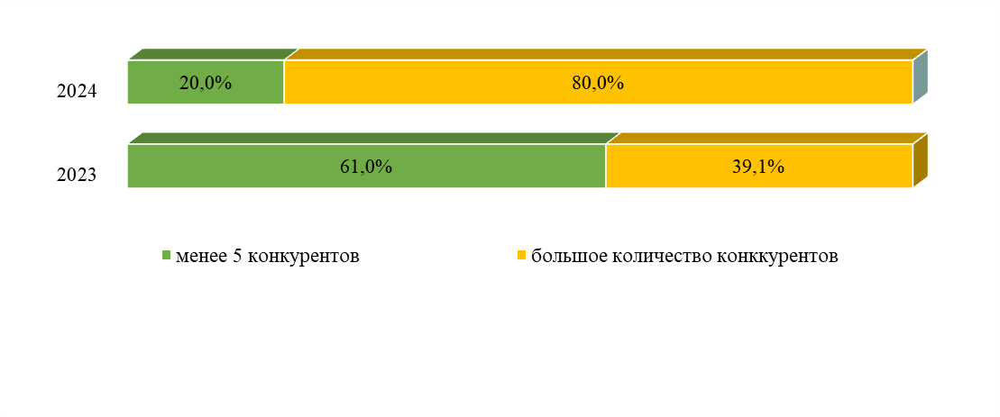 2024 20,0% 80,0%
2023 61,0% 39,1%
менее 5 конкурентов большое количество конккурентов